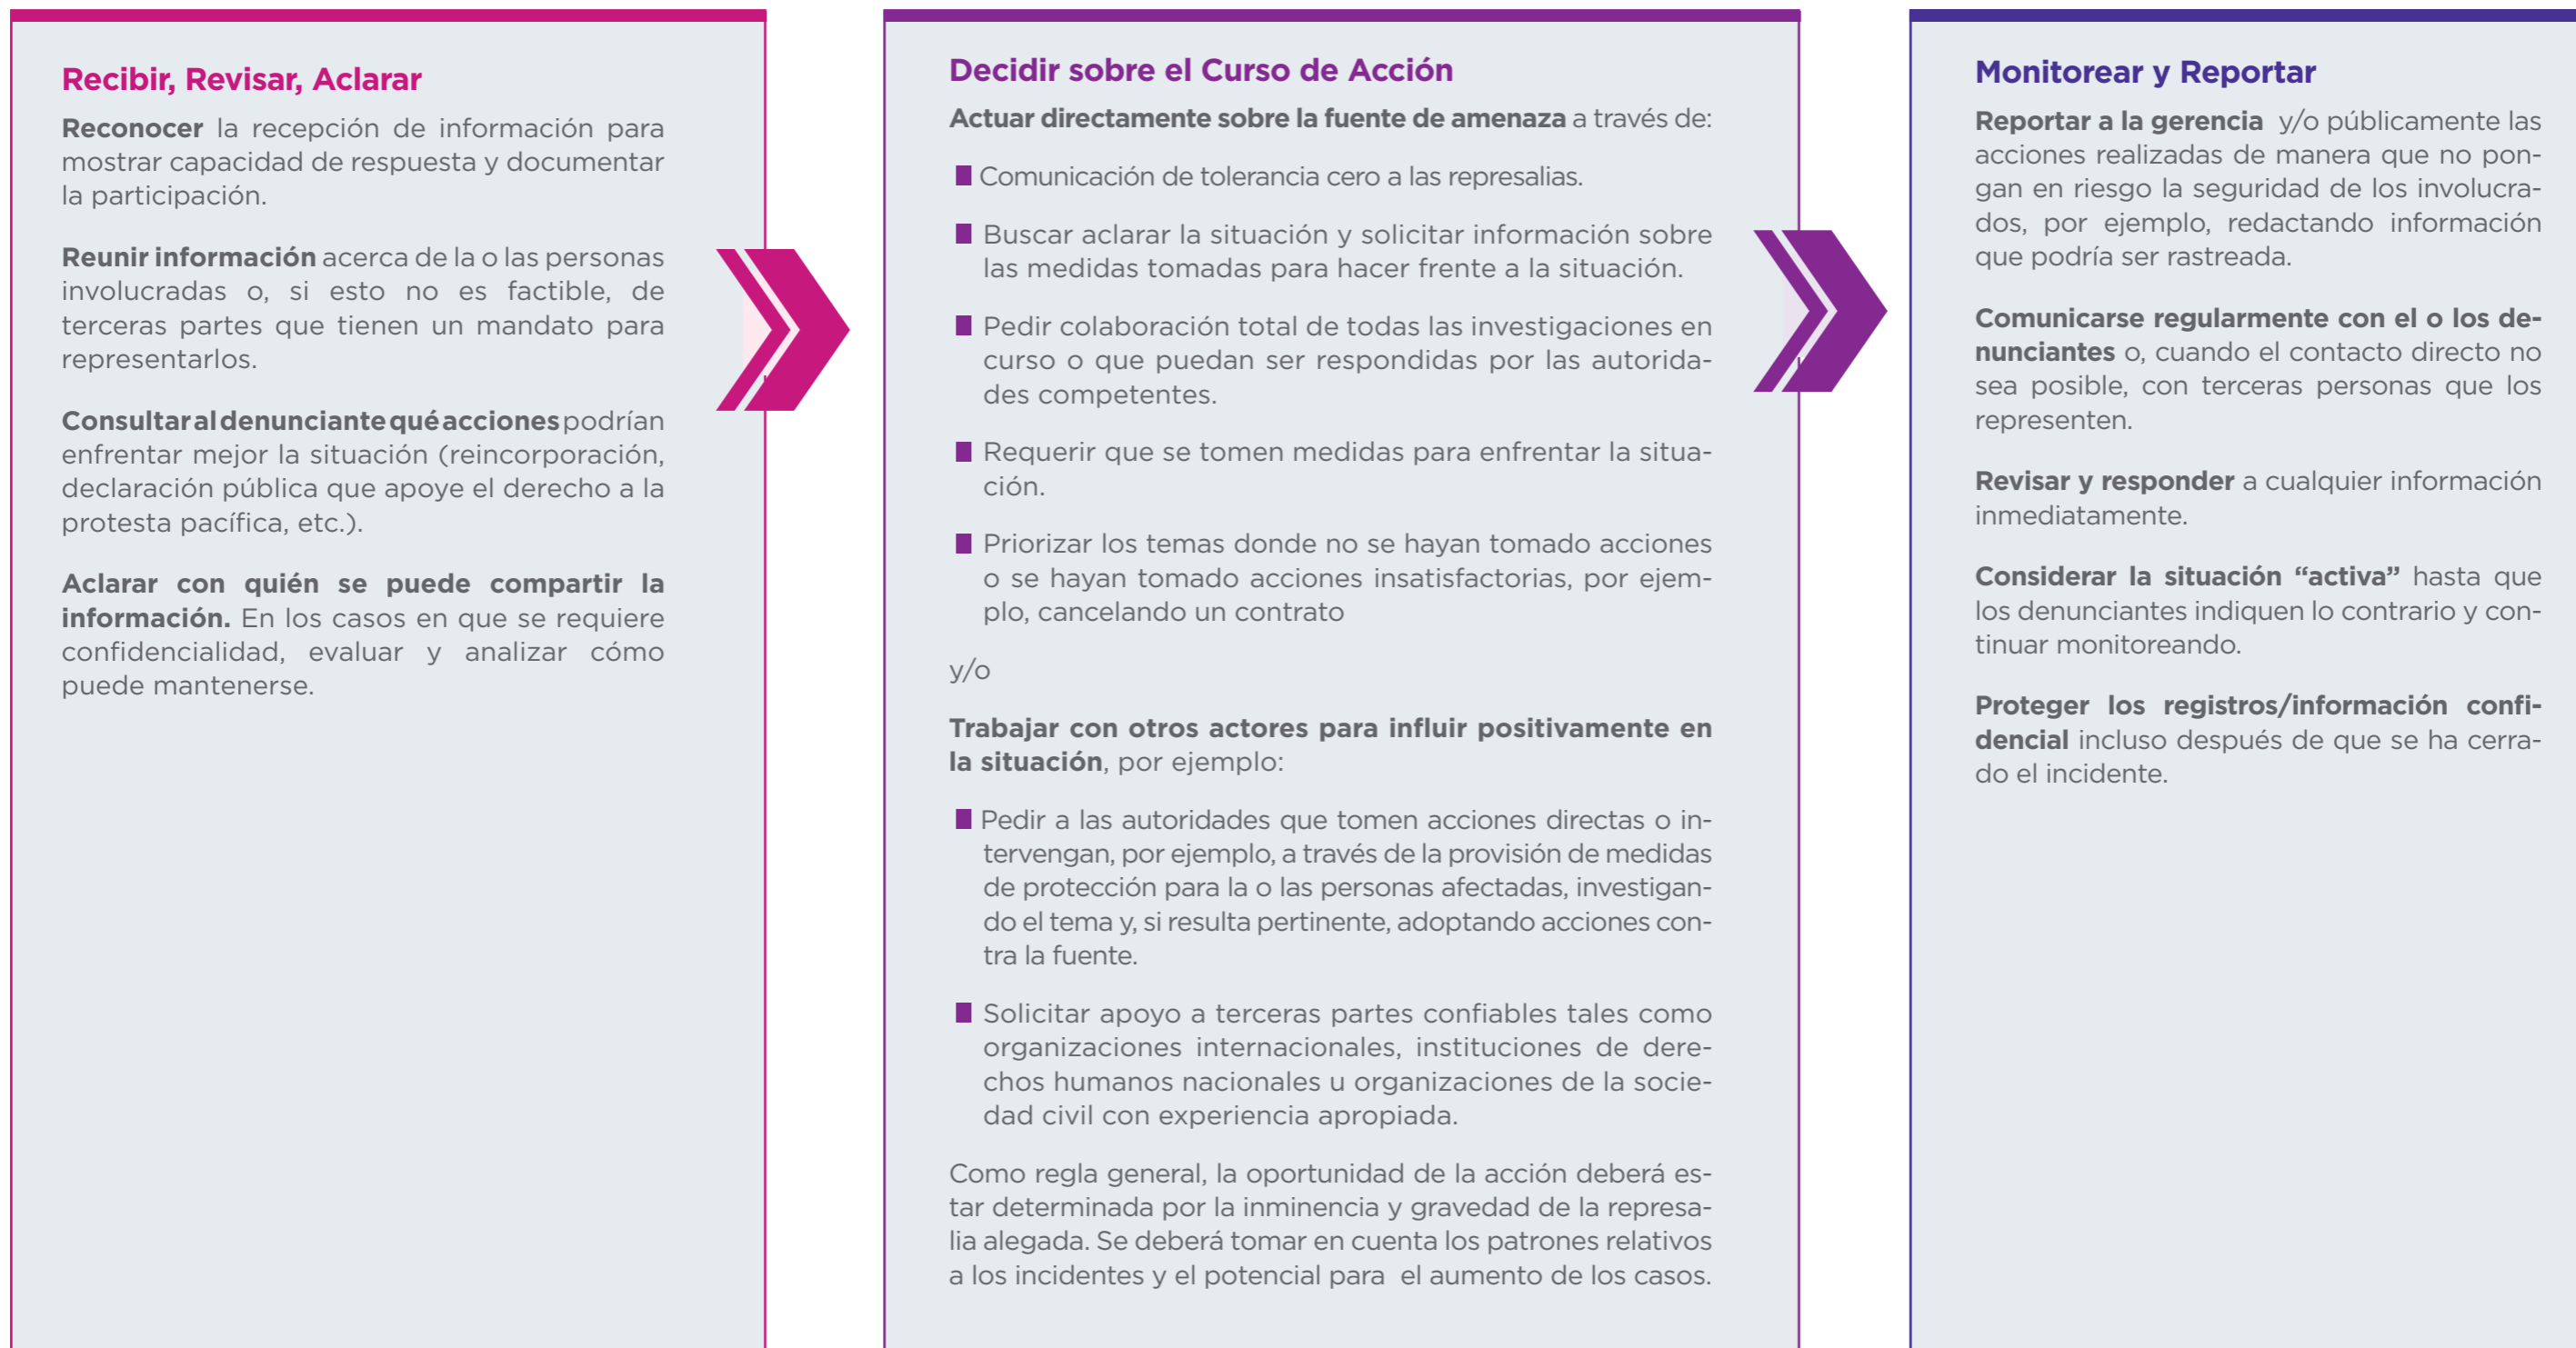 Recibir, Revisar, Aclarar
Reconocer la recepción de información para
mostrar capacidad de respuesta y documentar
la participación.
Reunir información acerca de la o las personas
involucradas o, si esto no es factible, de
terceras partes que tienen un mandato para
representarlos.
Consultar al denunciante qué acciones podrían
enfrentar mejor la situación (reincorporación,
declaración pública que apoye el derecho a la
protesta pacífica, etc.).
Aclarar con quién se puede compartir la
información. En los casos en que se requiere
confidencialidad, evaluar y analizar cómo
puede mantenerse.
Decidir sobre el Curso de Acción
Actuar directamente sobre la fuente de amenaza a través de:
Comunicación de tolerancia cero a las represalias.
Buscar aclarar la situación y solicitar información sobre
las medidas tomadas para hacer frente a la situación.
Pedir colaboración total de todas las investigaciones en
curso o que puedan ser respondidas por las autorida-
des competentes.
Requerir que se tomen medidas para enfrentar la situa-
ción.
Priorizar los temas donde no se hayan tomado acciones
o se hayan tomado acciones insatisfactorias, por ejem-
plo, cancelando un contrato
y/o
Trabajar con otros actores para influir positivamente en
la situación, por ejemplo:
Pedir a las autoridades que tomen acciones directas o in-
tervengan, por ejemplo, a través de la provisión de medidas
de protección para la o las personas afectadas, investigan-
do el tema y, si resulta pertinente, adoptando acciones con-
tra la fuente.
Solicitar apoyo a terceras partes confiables tales como
organizaciones internacionales, instituciones de dere-
chos humanos nacionales u organizaciones de la socie-
dad civil con experiencia apropiada.
Como regla general, la oportunidad de la acción deberá es-
tar determinada por la inminencia y gravedad de la represa-
lia alegada. Se deberá tomar en cuenta los patrones relativos
a los incidentes y el potencial para el aumento de los casos.
Monitorear y Reportar
Reportar a la gerencia y/o públicamente las
acciones realizadas de manera que no pon-
gan en riesgo la seguridad de los involucra-
dos, por ejemplo, redactando información
que podría ser rastreada.
Comunicarse regularmente con el o los de-
nunciantes o, cuando el contacto directo no
sea posible, con terceras personas que los
representen.
Revisar y responder a cualquier información
inmediatamente.
Considerar la situación “activa” hasta que
los denunciantes indiquen lo contrario y con-
tinuar monitoreando.
Proteger los registros/información confi-
dencial incluso después de que se ha cerra-
do el incidente.